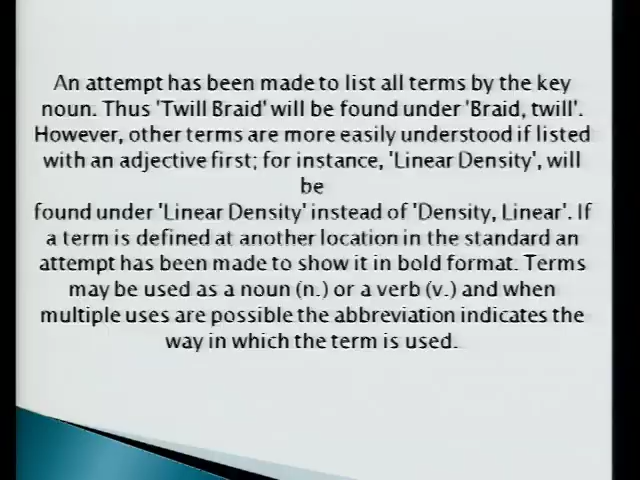 An attempt has been made to list all terms by the key
noun. Thus 'Twill Braid' will be found under 'Braid, twill'.
However, other terms are more easily understood if listed
with an adjective first; for instance, 'Linear Density', will
be
found under 'Linear Density' instead of 'Density, Linear'. If
a term is defined at another location in the standard an
attempt has been made to show it in bold format. Terms
may be used as a noun (n.) or a verb (v.) and when
multiple uses are possible the abbreviation indicates the
way in which the term is used.